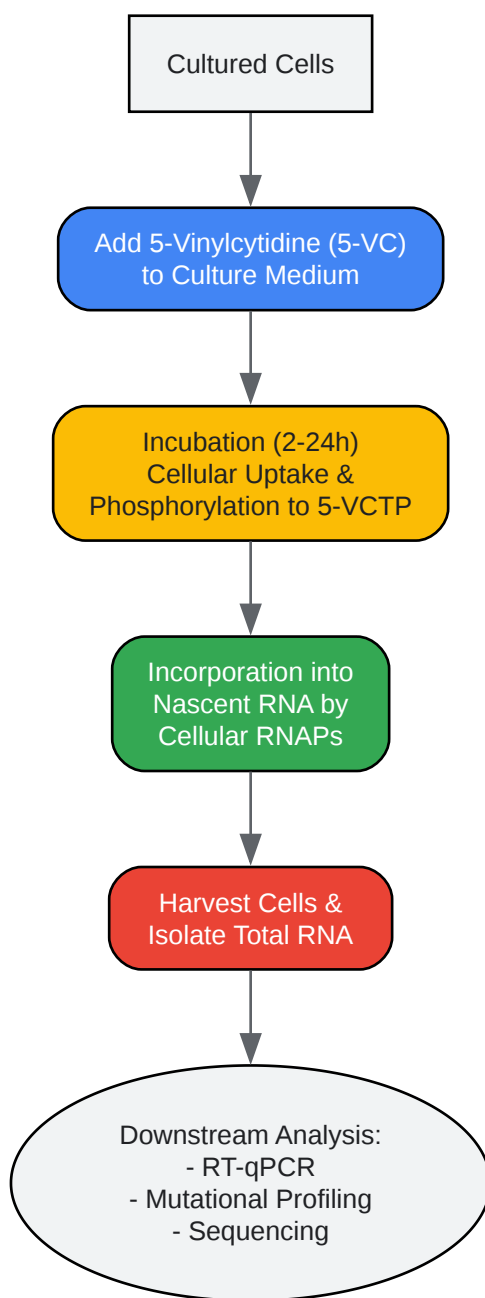 Cultured Cells
Add 5-Vinylcytidine (5-VC)
to Culture Medium
Incubation (2-24h)
Cellular Uptake &
Phosphorylation to 5-VCTP
Incorporation into
Nascent RNA by
Cellular RNAPs
Harvest Cells &
Isolate Total RNA
Downstream Analysis:
- RT-qPCR
- Mutational Profiling
- Sequencing